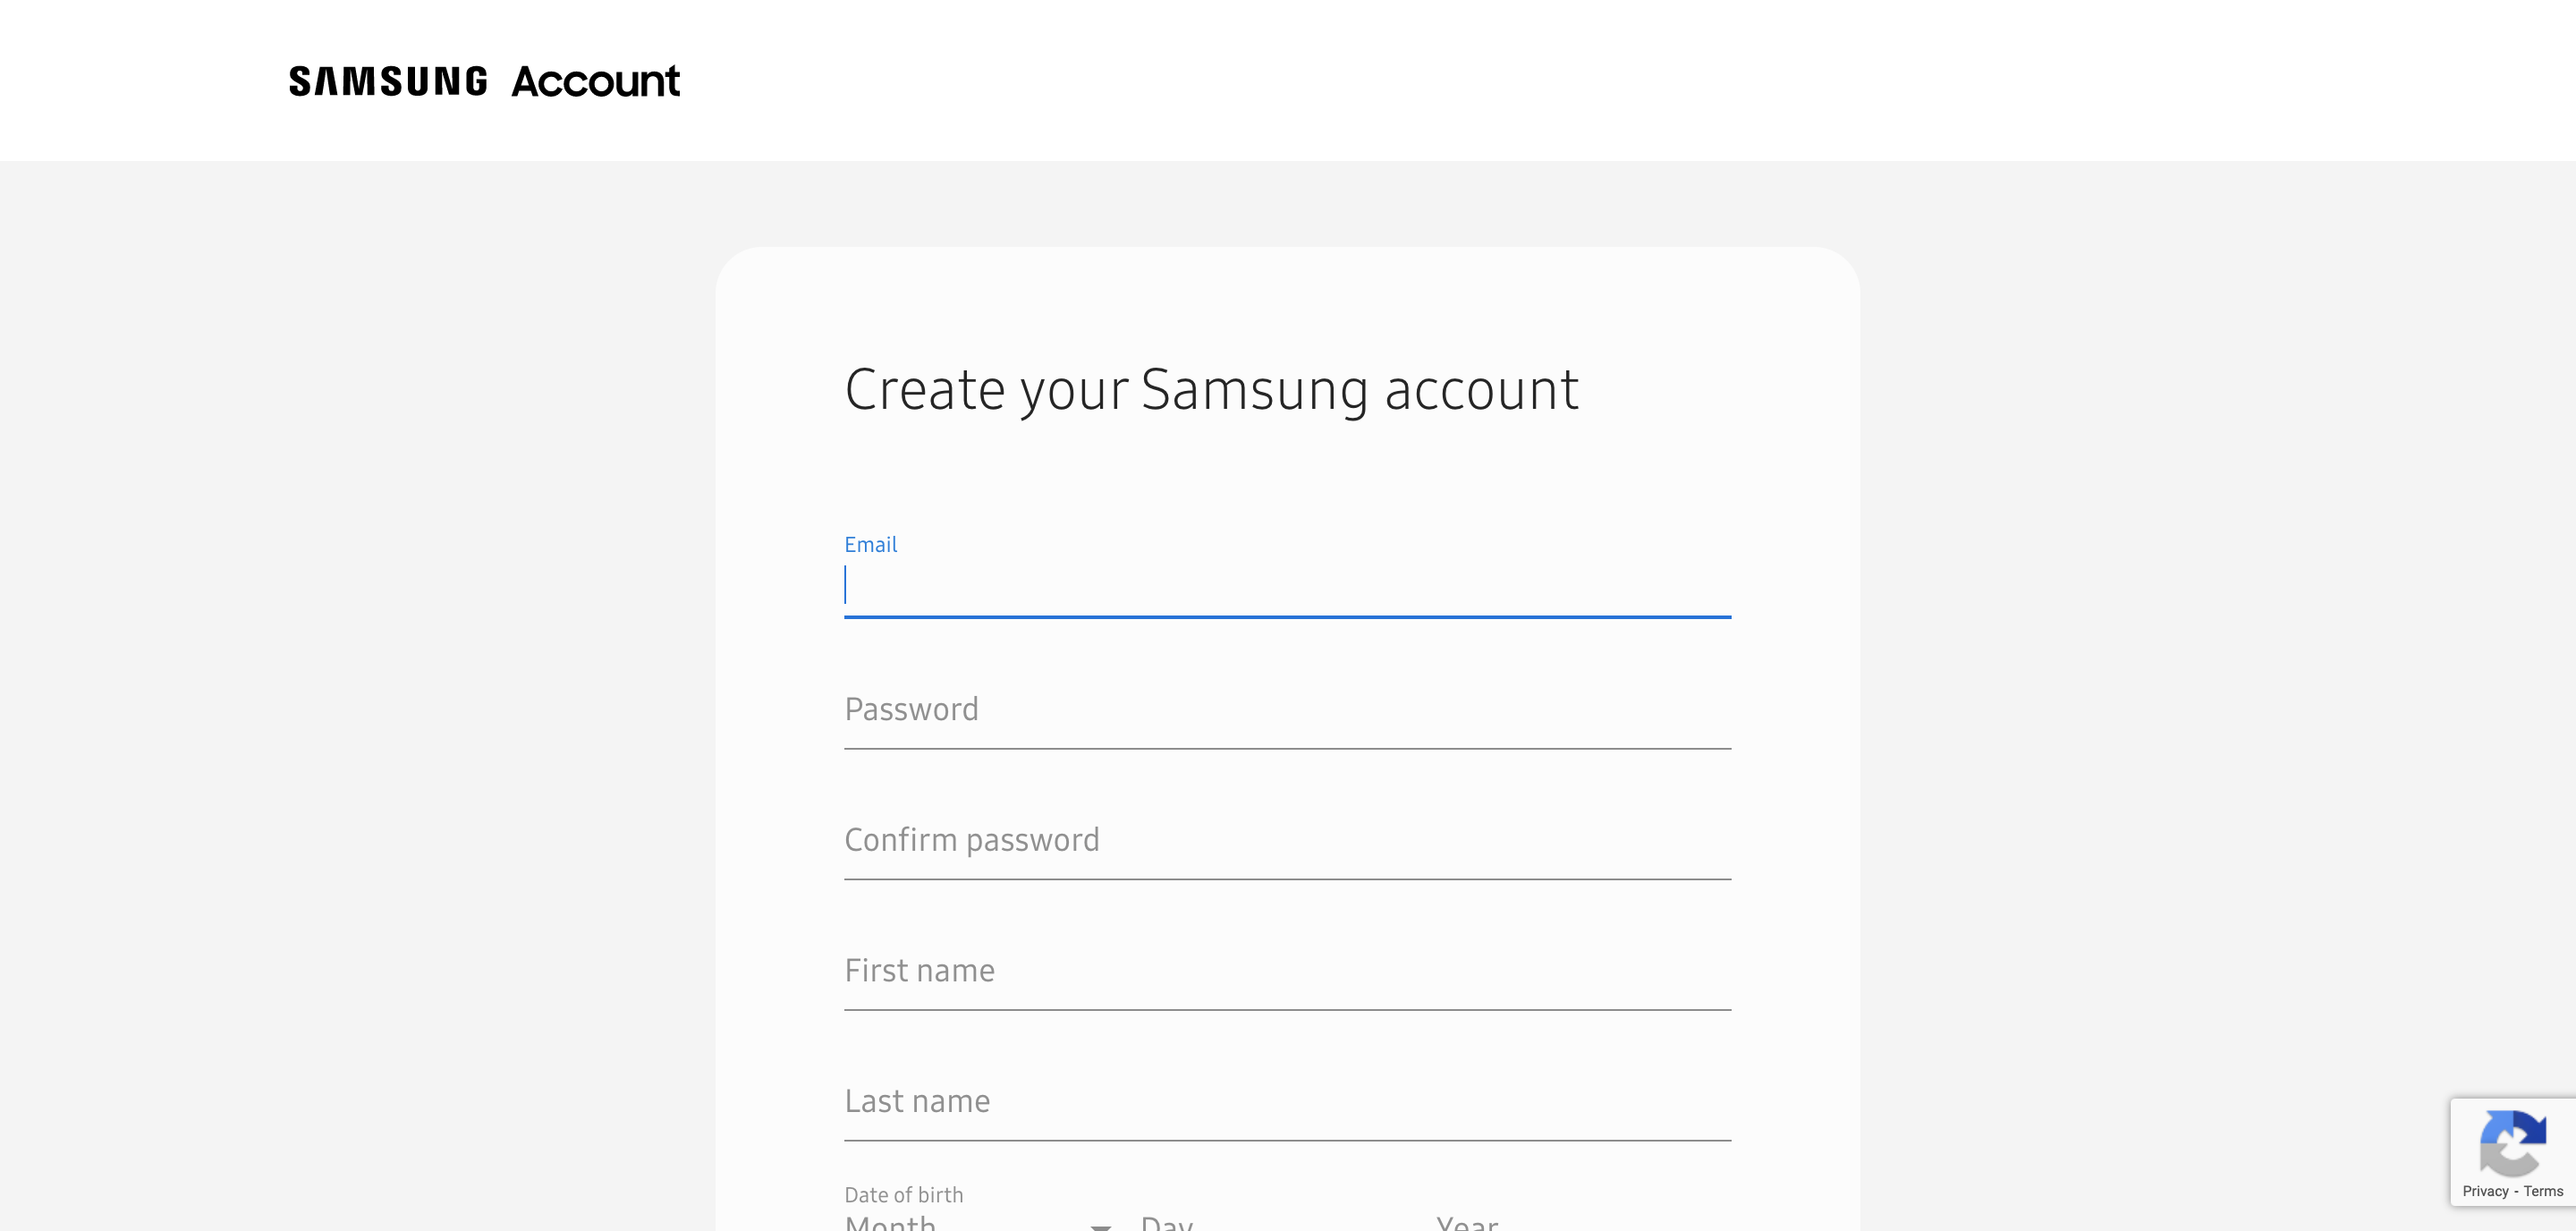 SAMSUNG Account
Create your Samsung account
Email
Password
Confirm password
First name
Last name
Date of birth
Month Day Year
Privacy - Terms